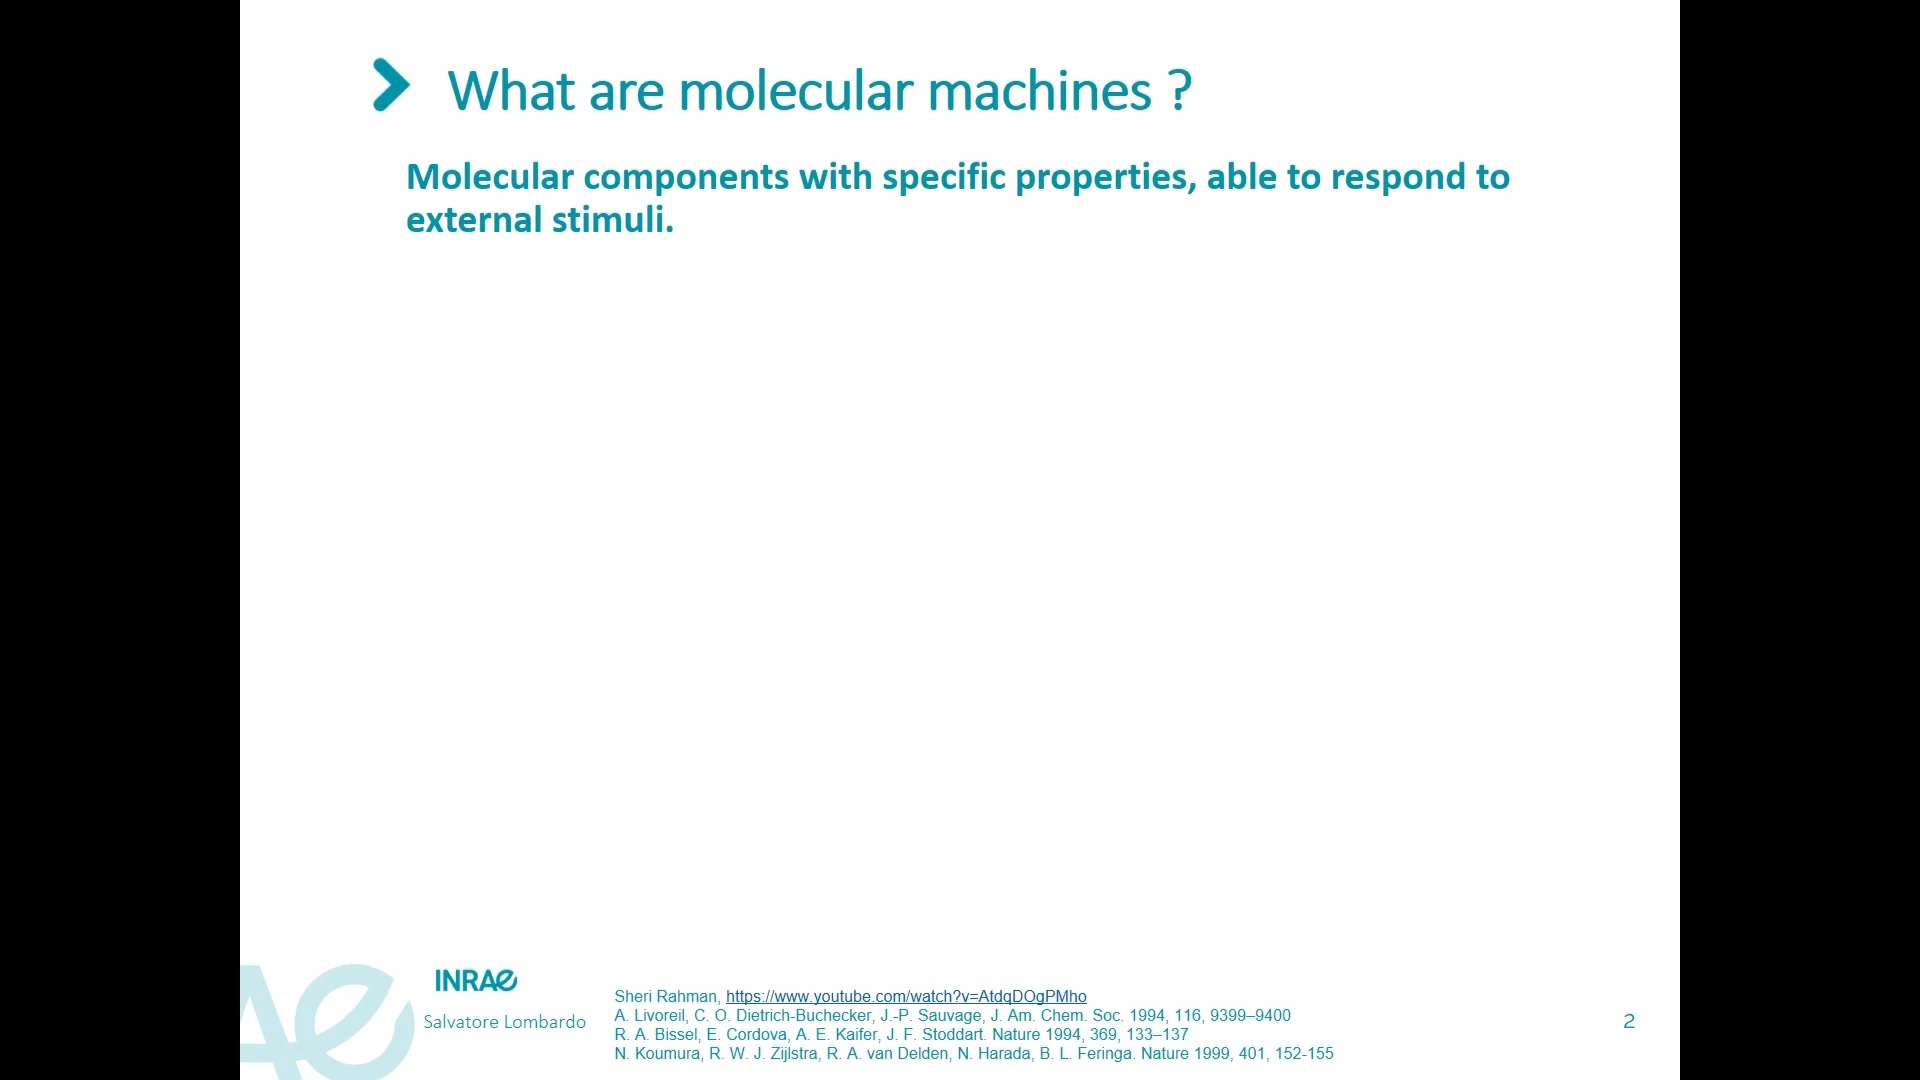 What are molecular machines ?
Molecular components with specific properties, able to respond to
external stimuli.
INRAE
Salvatore Lombardo
Sheri Rahman, https://www.youtube.com/watch?v=AtdqDOgPMho
A. Livoreil, C. O. Dietrich-Buchecker, J.-P. Sauvage, J. Am. Chem. Soc. 1994, 116, 9399–9400
R. A. Bissel, E. Cordova, A. E. Kaifer, J. F. Stoddart. Nature 1994, 369, 133–137
N. Koumura, R. W. J. Zijlstra, R. A. van Delden, N. Harada, B. L. Feringa. Nature 1999, 401, 152-155
2